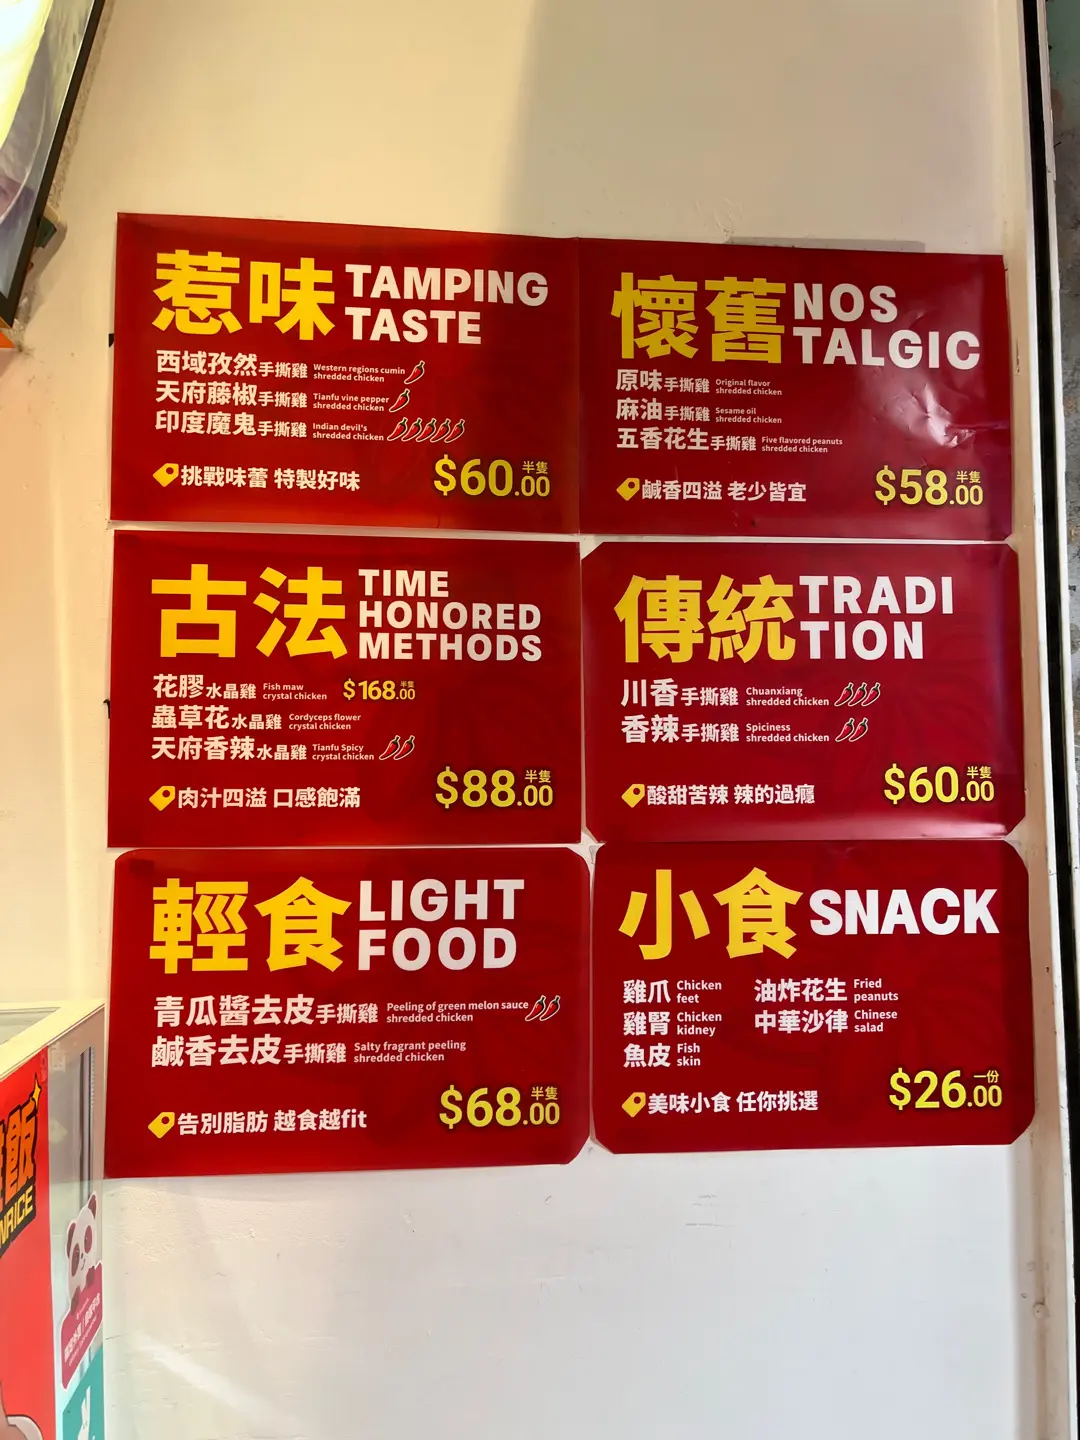 惹味 TAMPING
TASTE
西域孜然手撕雞 Western regions cumin
shredded chicken
天府藤椒手撕雞 Tianfu vine pepper
shredded chicken
印度魔鬼手撕雞 Indian devil's
shredded chicken
挑戰味蕾 特製好味
$60.00 半隻
懷舊 NOS
TALGIC
原味手撕雞 Original flavor
shredded chicken
麻油手撕雞 Sesame oil
shredded chicken
五香花生手撕雞 Five flavored peanuts
shredded chicken
鹹香四溢 老少皆宜
$58.00 半隻
古法 TIME
HONORED
METHODS
花膠水晶雞 Fish maw
crystal chicken
$168.00 半隻
蟲草花水晶雞 Cordyceps flower
crystal chicken
天府香辣水晶雞 Tianfu Spicy
crystal chicken
肉汁四溢 口感飽滿
$88.00 半隻
傳統 TRADI
TION
川香手撕雞 Chuanxiang
shredded chicken
香辣手撕雞 Spiciness
shredded chicken
酸甜苦辣 辣的過癮
$60.00 半隻
輕食 LIGHT
FOOD
青瓜醬去皮手撕雞 Peeling of green melon sauce
shredded chicken
鹹香去皮手撕雞 Salty fragrant peeling
shredded chicken
告別脂肪 越食越fit
$68.00 半隻
小食 SNACK
雞爪 Chicken
feet
油炸花生 Fried
peanuts
雞腎 Chicken
kidney
中華沙律 Chinese
salad
魚皮 Fish
skin
美味小食 任你挑選
$26.00 一份
飯
RICE